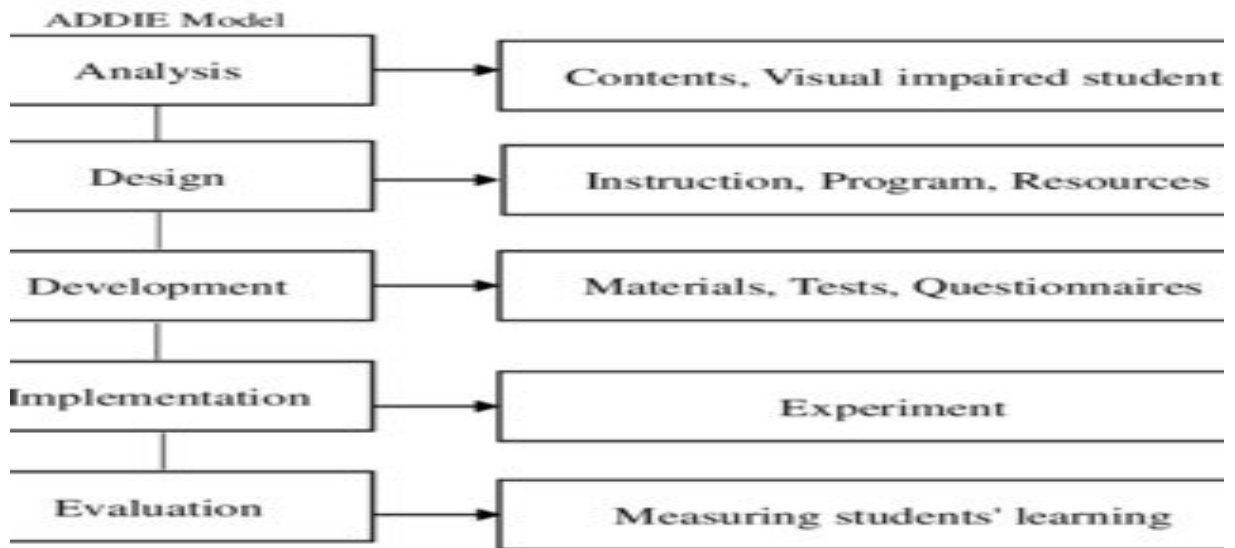 ADDIE Model
Analysis
Contents, Visual impaired student
Design
Instruction, Program, Resources
Development
Materials, Tests, Questionnaires
Implementation
Experiment
Evaluation
Measuring students' learning